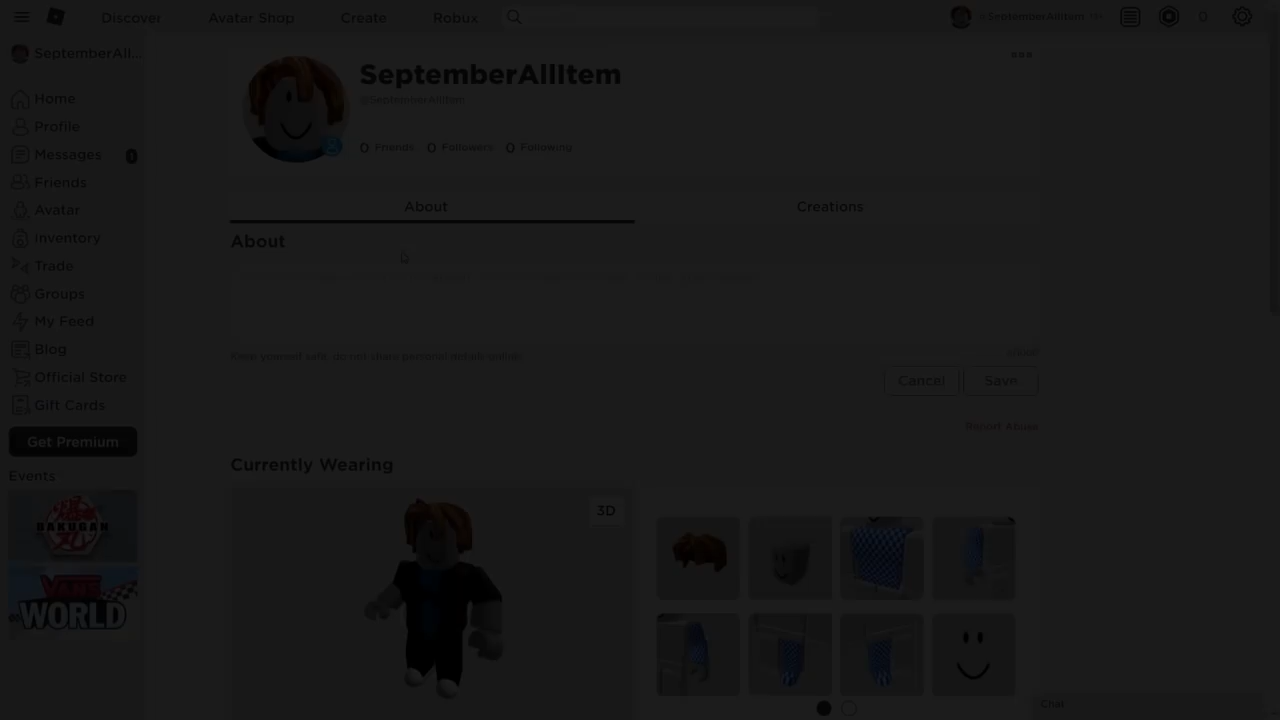 Discover
Avatar Shop
Create
Robux
@SeptemberAllItem
0
SeptemberAll...
Home
Profile
Messages
Friends
Avatar
Inventory
Trade
Groups
My Feed
Blog
Official Store
Gift Cards
Get Premium
Events
BAKUGAN
VANS
WORLD
SeptemberAllItem
@SeptemberAllItem
0 Friends 0 Followers 0 Following
About
Creations
About
Keep yourself safe, do not share personal details online.
Cancel
Save
Report Abuse
Currently Wearing
3D
Chat